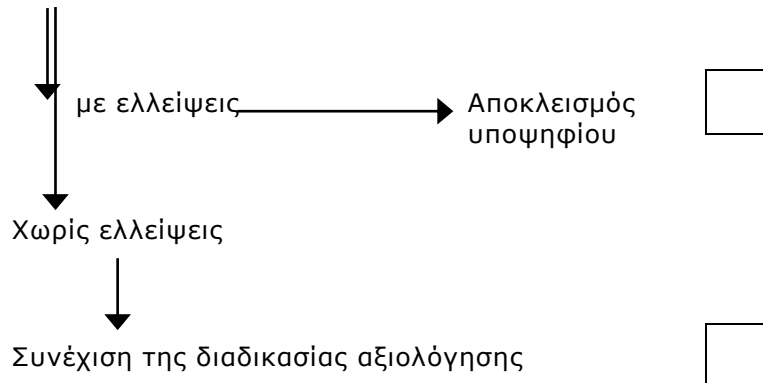 με ελλείψεις
Αποκλεισμός
υποψηφίου
Χωρίς ελλείψεις
Συνέχιση της διαδικασίας αξιολόγησης